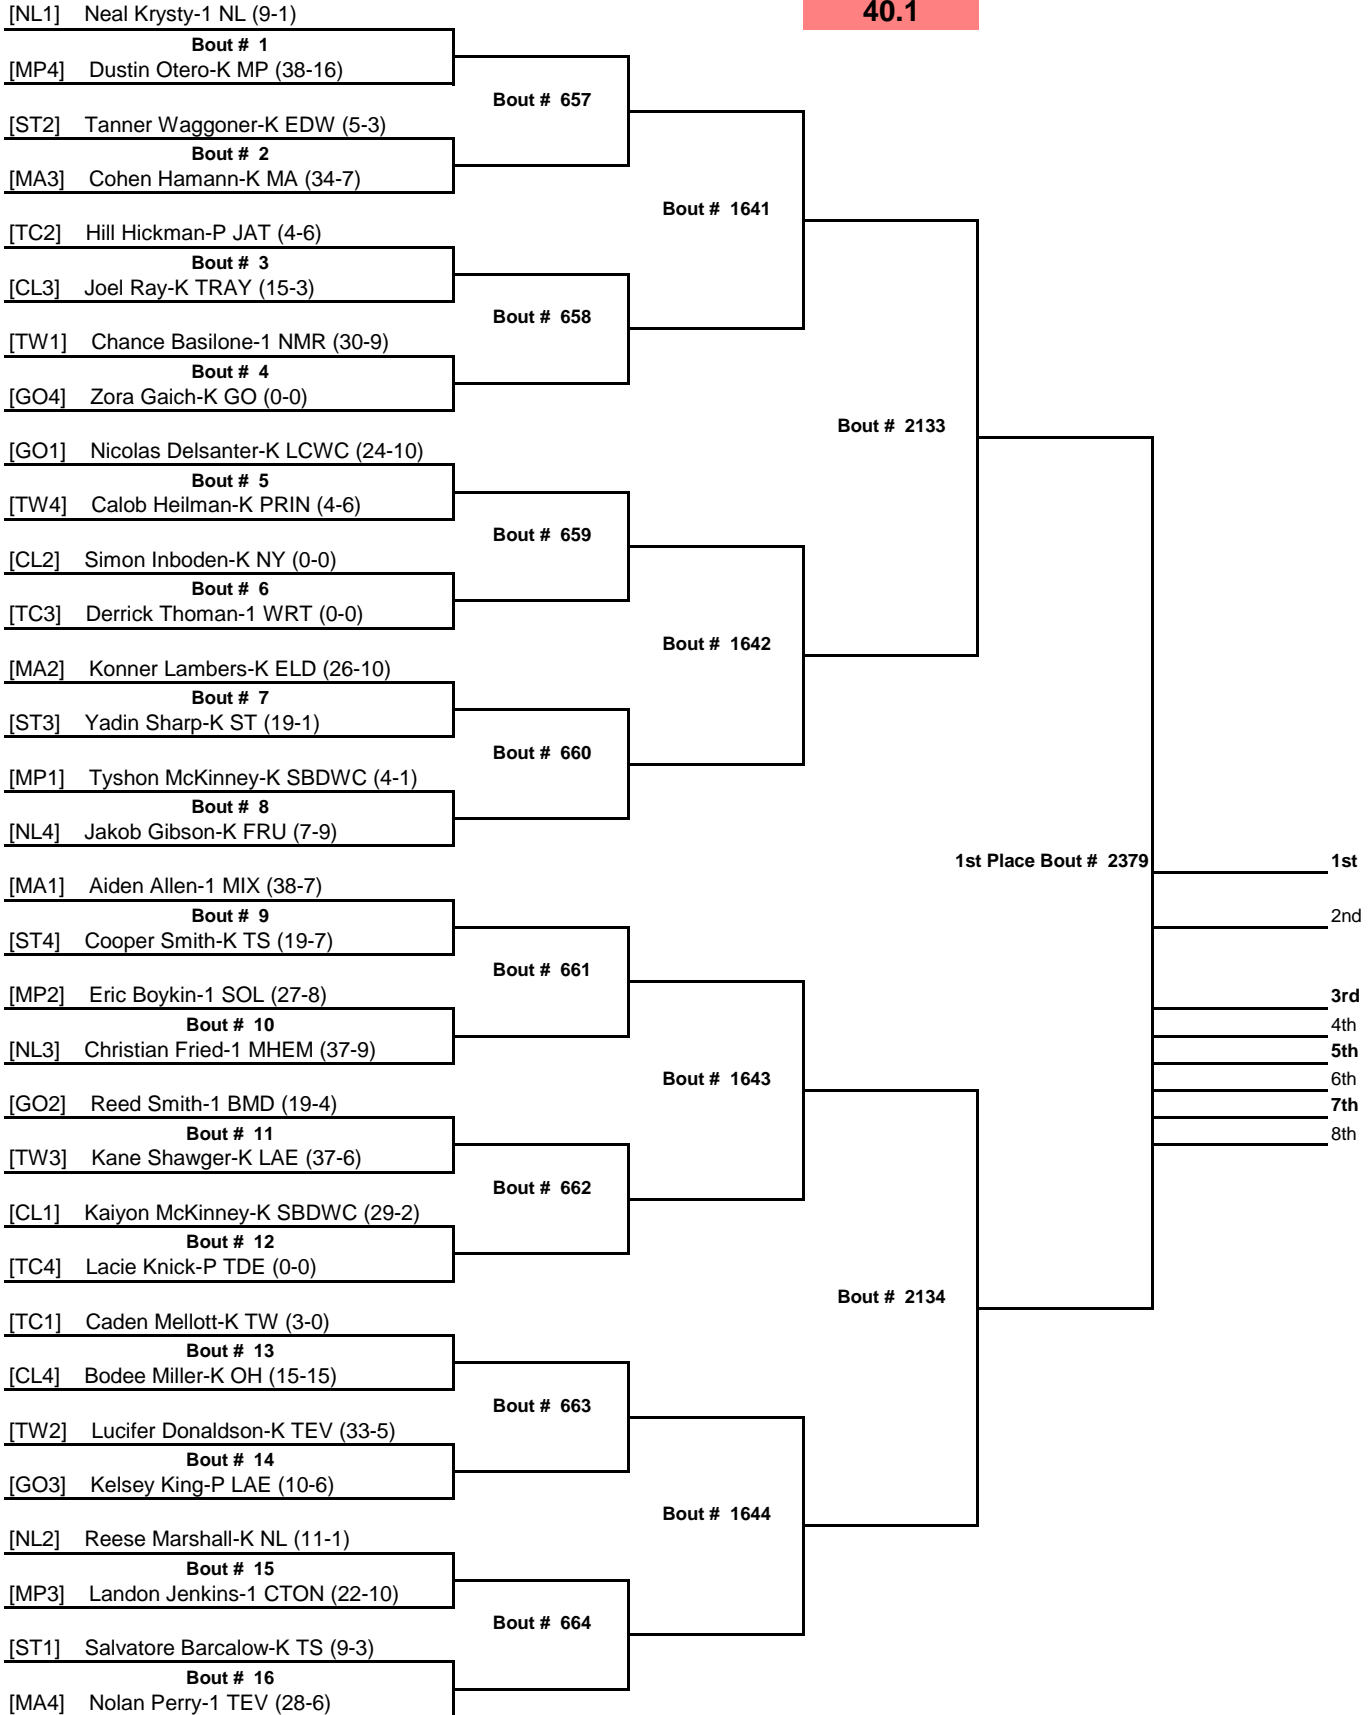 [NL1] Neal Krysty-1 NL (9-1)
40.1
Bout # 1
[MP4] Dustin Otero-K MP (38-16)
Bout # 657
[ST2] Tanner Waggoner-K EDW (5-3)
Bout # 2
[MA3] Cohen Hamann-K MA (34-7)
Bout # 1641
[TC2] Hill Hickman-P JAT (4-6)
Bout # 3
[CL3] Joel Ray-K TRAY (15-3)
Bout # 658
[TW1] Chance Basilone-1 NMR (30-9)
Bout # 4
[GO4] Zora Gaich-K GO (0-0)
Bout # 2133
[GO1] Nicolas Delsanter-K LCWC (24-10)
Bout # 5
[TW4] Calob Heilman-K PRIN (4-6)
Bout # 659
[CL2] Simon Inboden-K NY (0-0)
Bout # 6
[TC3] Derrick Thoman-1 WRT (0-0)
Bout # 1642
[MA2] Konner Lambers-K ELD (26-10)
Bout # 7
[ST3] Yadin Sharp-K ST (19-1)
Bout # 660
[MP1] Tyshon McKinney-K SBDWC (4-1)
Bout # 8
[NL4] Jakob Gibson-K FRU (7-9)
1st Place Bout # 2379
1st
[MA1] Aiden Allen-1 MIX (38-7)
Bout # 9
2nd
[ST4] Cooper Smith-K TS (19-7)
Bout # 661
[MP2] Eric Boykin-1 SOL (27-8)
3rd
Bout # 10
4th
[NL3] Christian Fried-1 MHEM (37-9)
5th
Bout # 1643
6th
[GO2] Reed Smith-1 BMD (19-4)
7th
Bout # 11
8th
[TW3] Kane Shawger-K LAE (37-6)
Bout # 662
[CL1] Kaiyon McKinney-K SBDWC (29-2)
Bout # 12
[TC4] Lacie Knick-P TDE (0-0)
Bout # 2134
[TC1] Caden Mellott-K TW (3-0)
Bout # 13
[CL4] Bodee Miller-K OH (15-15)
Bout # 663
[TW2] Lucifer Donaldson-K TEV (33-5)
Bout # 14
[GO3] Kelsey King-P LAE (10-6)
Bout # 1644
[NL2] Reese Marshall-K NL (11-1)
Bout # 15
[MP3] Landon Jenkins-1 CTON (22-10)
Bout # 664
[ST1] Salvatore Barcalow-K TS (9-3)
Bout # 16
[MA4] Nolan Perry-1 TEV (28-6)